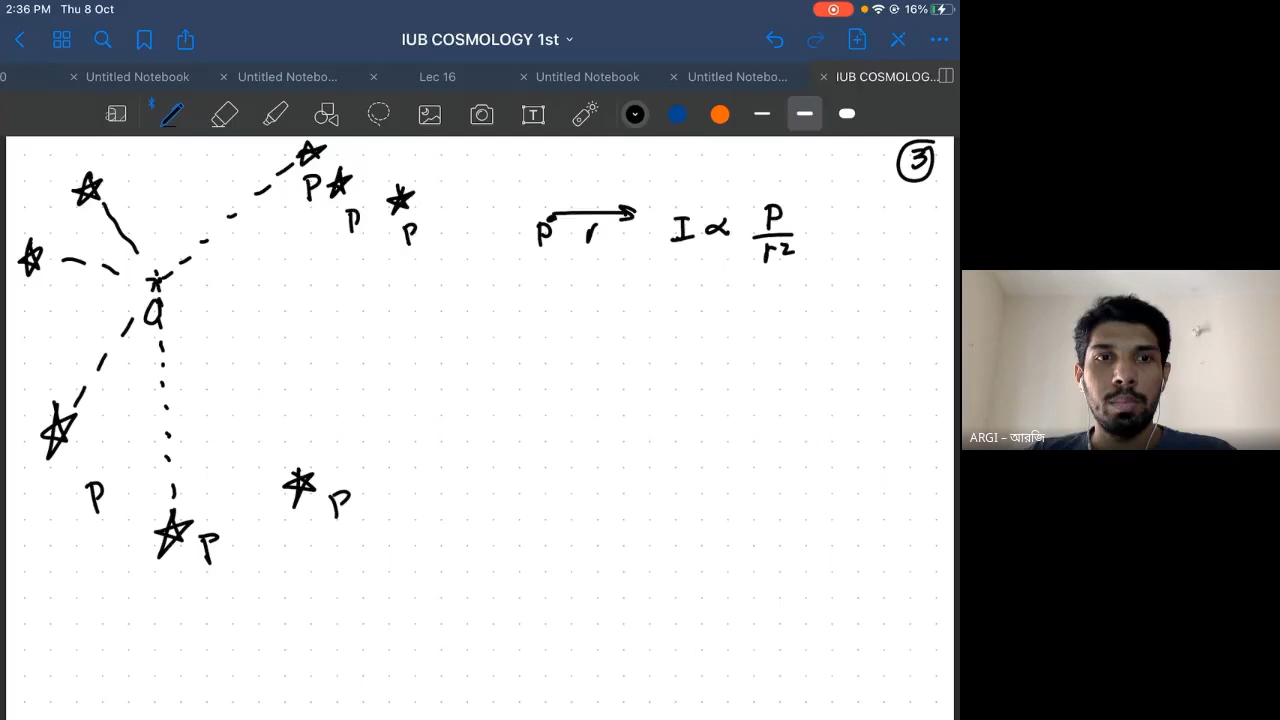 2:36 PM Thu 8 Oct 16%
IUB COSMOLOGY 1st
0 × Untitled Notebook × Untitled Notebo... × Lec 16 × Untitled Notebook × Untitled Notebo... × IUB COSMOLOG...
T
3
P
P
P
P r I ∝ P/r²
Q
P
P
P
ARGI – আরজি